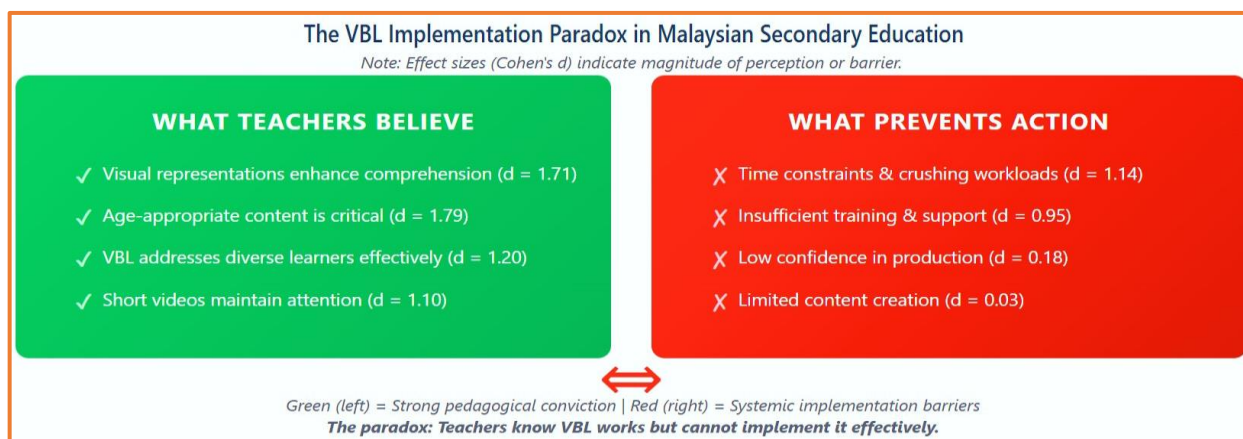 The VBL Implementation Paradox in Malaysian Secondary Education
Note: Effect sizes (Cohen's d) indicate magnitude of perception or barrier.
WHAT TEACHERS BELIEVE
✓ Visual representations enhance comprehension (d = 1.71)
✓ Age-appropriate content is critical (d = 1.79)
✓ VBL addresses diverse learners effectively (d = 1.20)
✓ Short videos maintain attention (d = 1.10)
WHAT PREVENTS ACTION
✗ Time constraints & crushing workloads (d = 1.14)
✗ Insufficient training & support (d = 0.95)
✗ Low confidence in production (d = 0.18)
✗ Limited content creation (d = 0.03)
⇔
Green (left) = Strong pedagogical conviction | Red (right) = Systemic implementation barriers
The paradox: Teachers know VBL works but cannot implement it effectively.